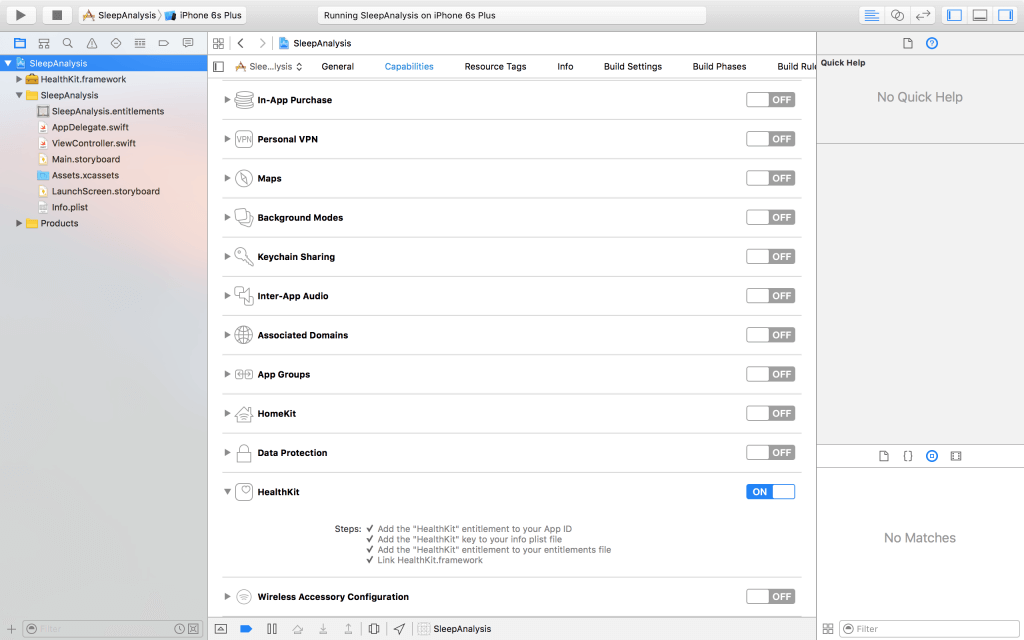 SleepAnalysis
iPhone 6s Plus
Running SleepAnalysis on iPhone 6s Plus
SleepAnalysis
HealthKit.framework
SleepAnalysis
SleepAnalysis.entitlements
AppDelegate.swift
ViewController.swift
Main.storyboard
Assets.xcassets
LaunchScreen.storyboard
Info.plist
Products
Filter
SleepAnalysis
Slee...lysis
General
Capabilities
Resource Tags
Info
Build Settings
Build Phases
Build Rule
In-App Purchase OFF
VPN Personal VPN OFF
Maps OFF
Background Modes OFF
Keychain Sharing OFF
Inter-App Audio OFF
Associated Domains OFF
App Groups OFF
HomeKit OFF
Data Protection OFF
HealthKit ON
Steps: ✓ Add the "HealthKit" entitlement to your App ID
✓ Add the "HealthKit" key to your info plist file
✓ Add the "HealthKit" entitlement to your entitlements file
✓ Link HealthKit.framework
Wireless Accessory Configuration OFF
SleepAnalysis
Quick Help
No Quick Help
No Matches
Filter